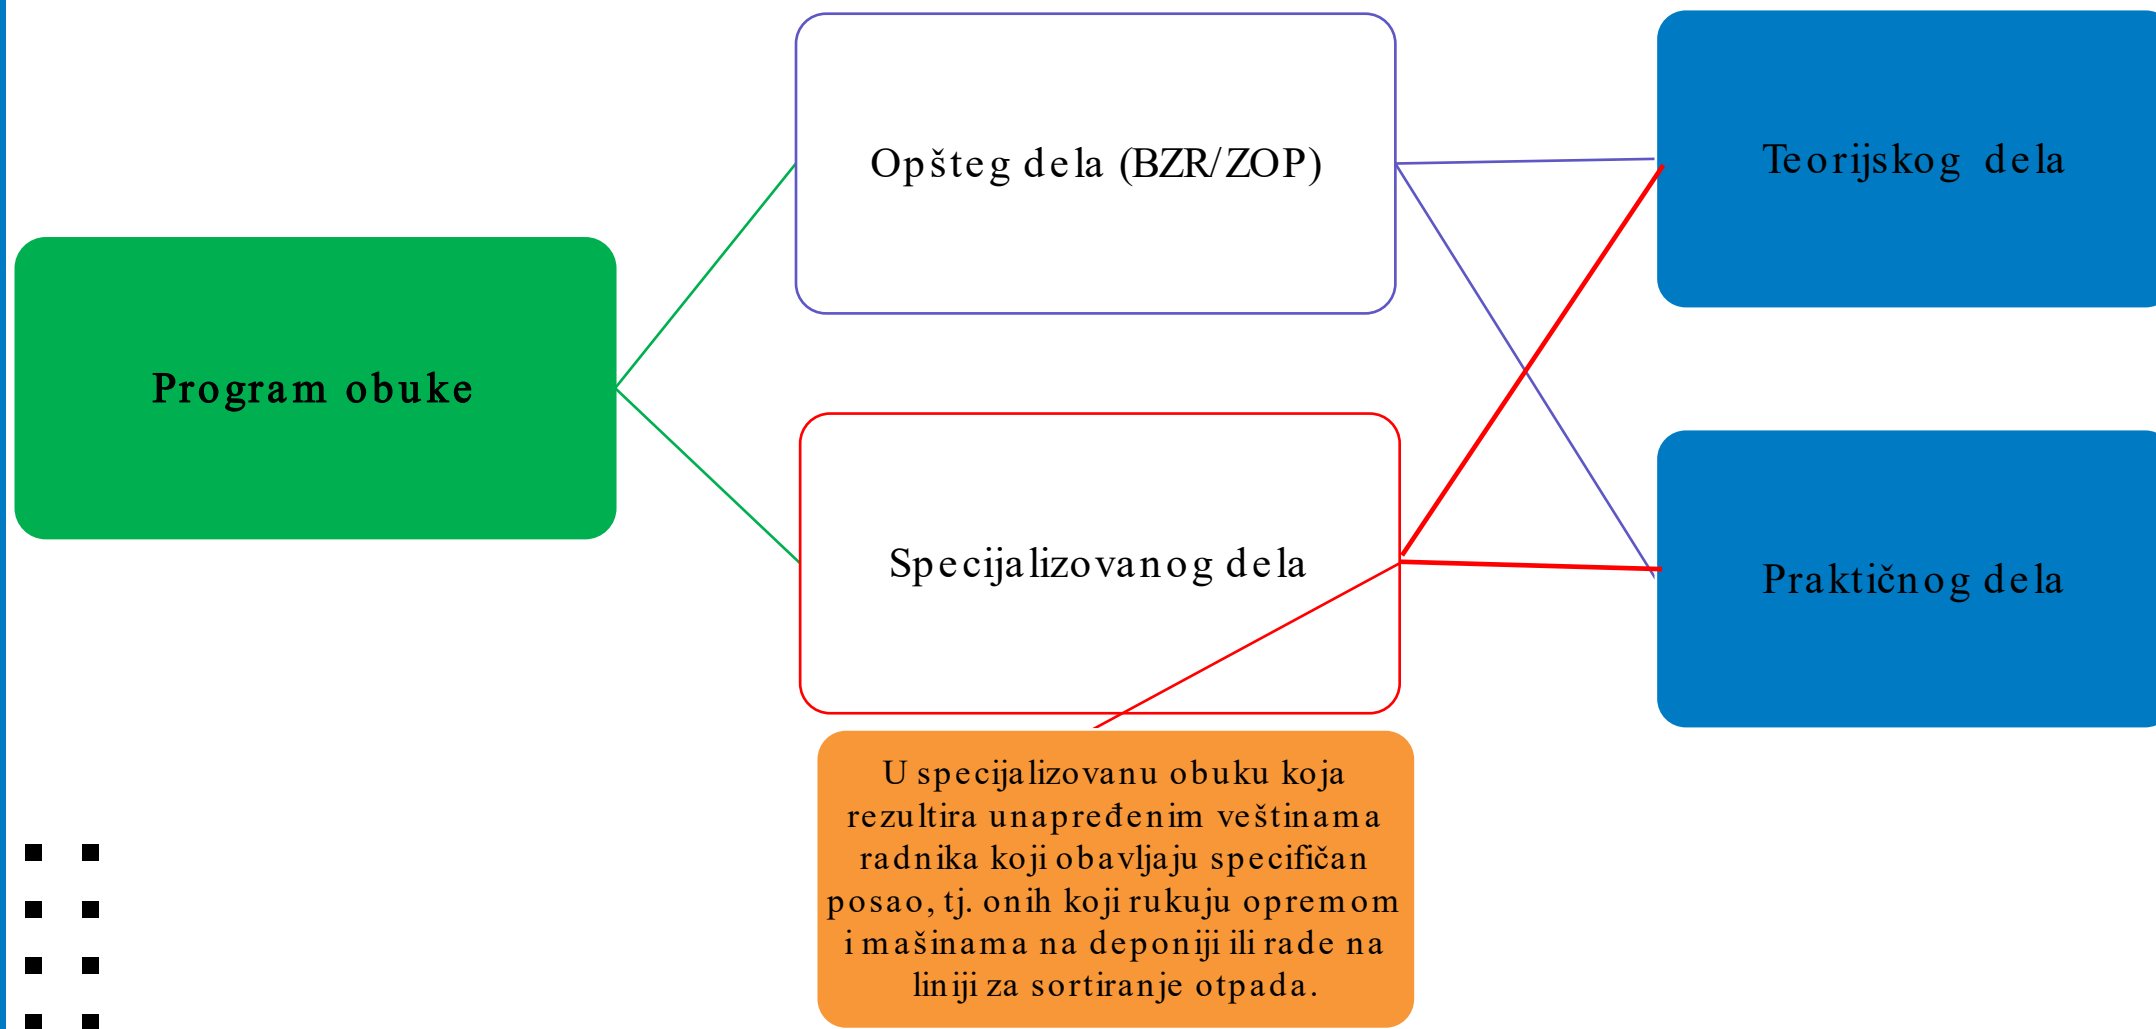 Program obuke
Opšteg dela (BZR/ZOP)
Specijalizovanog dela
U specijalizovanu obuku koja
rezultira unapređenim veštinama
radnika koji obavljaju specifičan
posao, tj. onih koji rukuju opremom
i mašinama na deponiji ili rade na
liniji za sortiranje otpada.
Teorijskog dela
Praktičnog dela